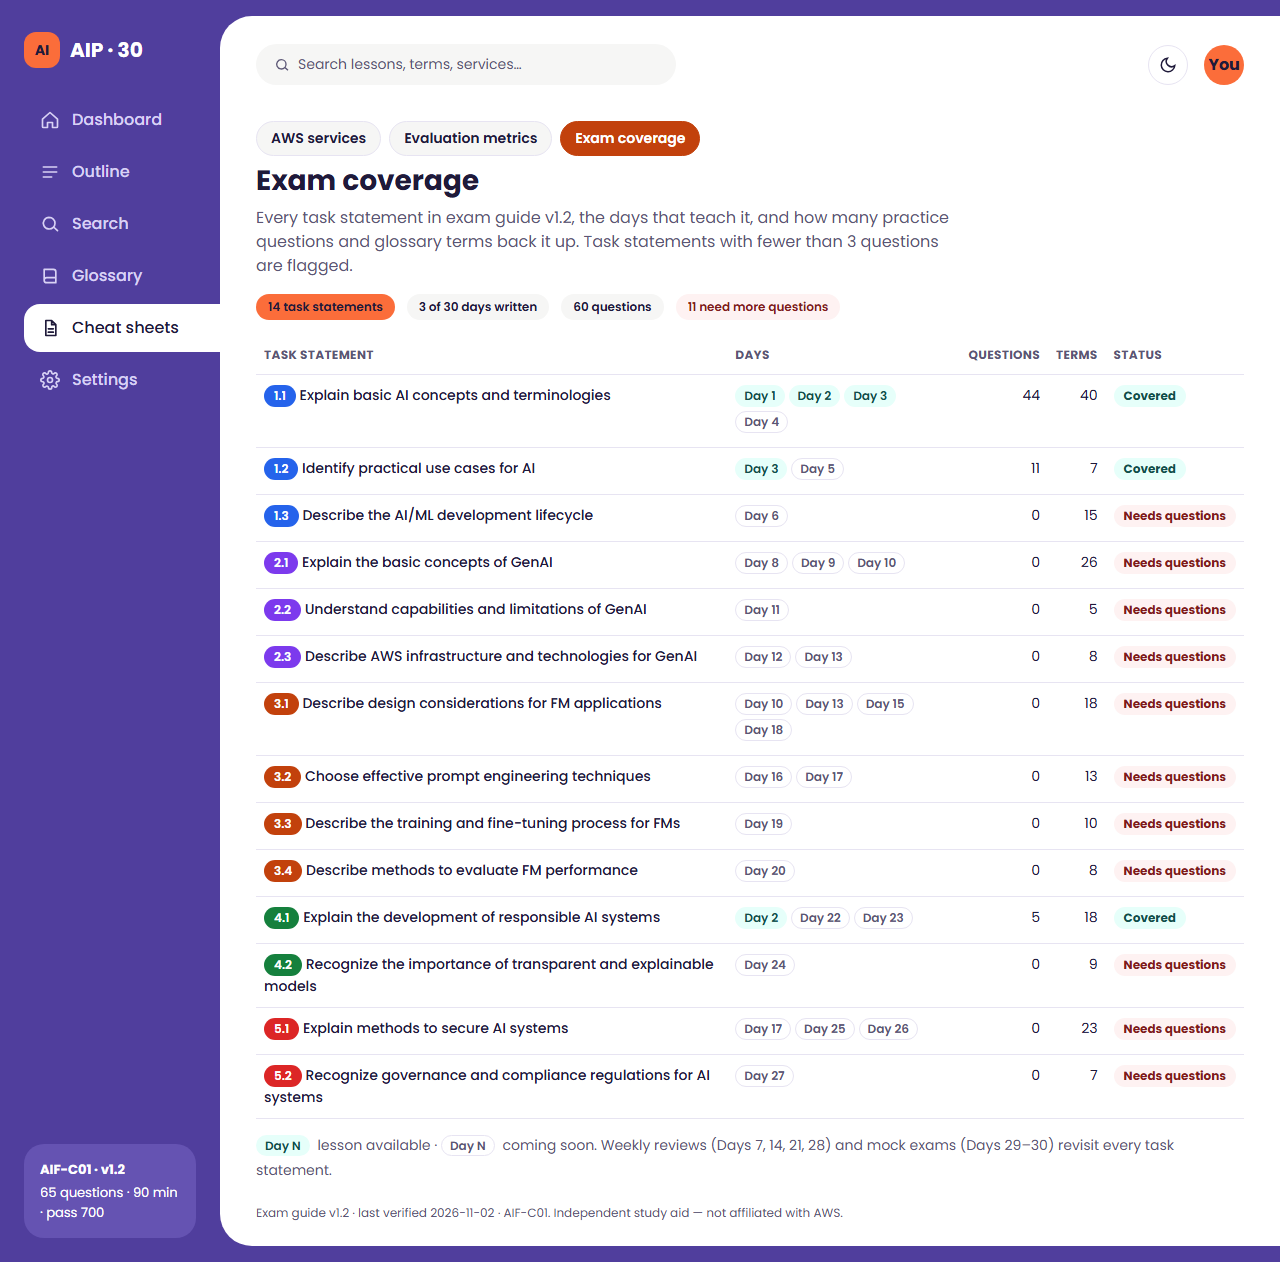 AI
AIP · 30
Dashboard
Outline
Search
Glossary
Cheat sheets
Settings
AIF-C01 · v1.2
65 questions · 90 min
· pass 700
Search lessons, terms, services...
You
AWS services
Evaluation metrics
Exam coverage
Exam coverage
Every task statement in exam guide v1.2, the days that teach it, and how many practice
questions and glossary terms back it up. Task statements with fewer than 3 questions
are flagged.
14 task statements
3 of 30 days written
60 questions
11 need more questions
TASK STATEMENT DAYS QUESTIONS TERMS STATUS
1.1 Explain basic AI concepts and terminologies Day 1 Day 2 Day 3 44 40 Covered
Day 4
1.2 Identify practical use cases for AI Day 3 Day 5 11 7 Covered
1.3 Describe the AI/ML development lifecycle Day 6 0 15 Needs questions
2.1 Explain the basic concepts of GenAI Day 8 Day 9 Day 10 0 26 Needs questions
2.2 Understand capabilities and limitations of GenAI Day 11 0 5 Needs questions
2.3 Describe AWS infrastructure and technologies for GenAI Day 12 Day 13 0 8 Needs questions
3.1 Describe design considerations for FM applications Day 10 Day 13 Day 15 0 18 Needs questions
Day 18
3.2 Choose effective prompt engineering techniques Day 16 Day 17 0 13 Needs questions
3.3 Describe the training and fine-tuning process for FMs Day 19 0 10 Needs questions
3.4 Describe methods to evaluate FM performance Day 20 0 8 Needs questions
4.1 Explain the development of responsible AI systems Day 2 Day 22 Day 23 5 18 Covered
4.2 Recognize the importance of transparent and explainable Day 24 0 9 Needs questions
models
5.1 Explain methods to secure AI systems Day 17 Day 25 Day 26 0 23 Needs questions
5.2 Recognize governance and compliance regulations for AI Day 27 0 7 Needs questions
systems
Day N lesson available · Day N coming soon. Weekly reviews (Days 7, 14, 21, 28) and mock exams (Days 29–30) revisit every task
statement.
Exam guide v1.2 · last verified 2026-11-02 · AIF-C01. Independent study aid — not affiliated with AWS.